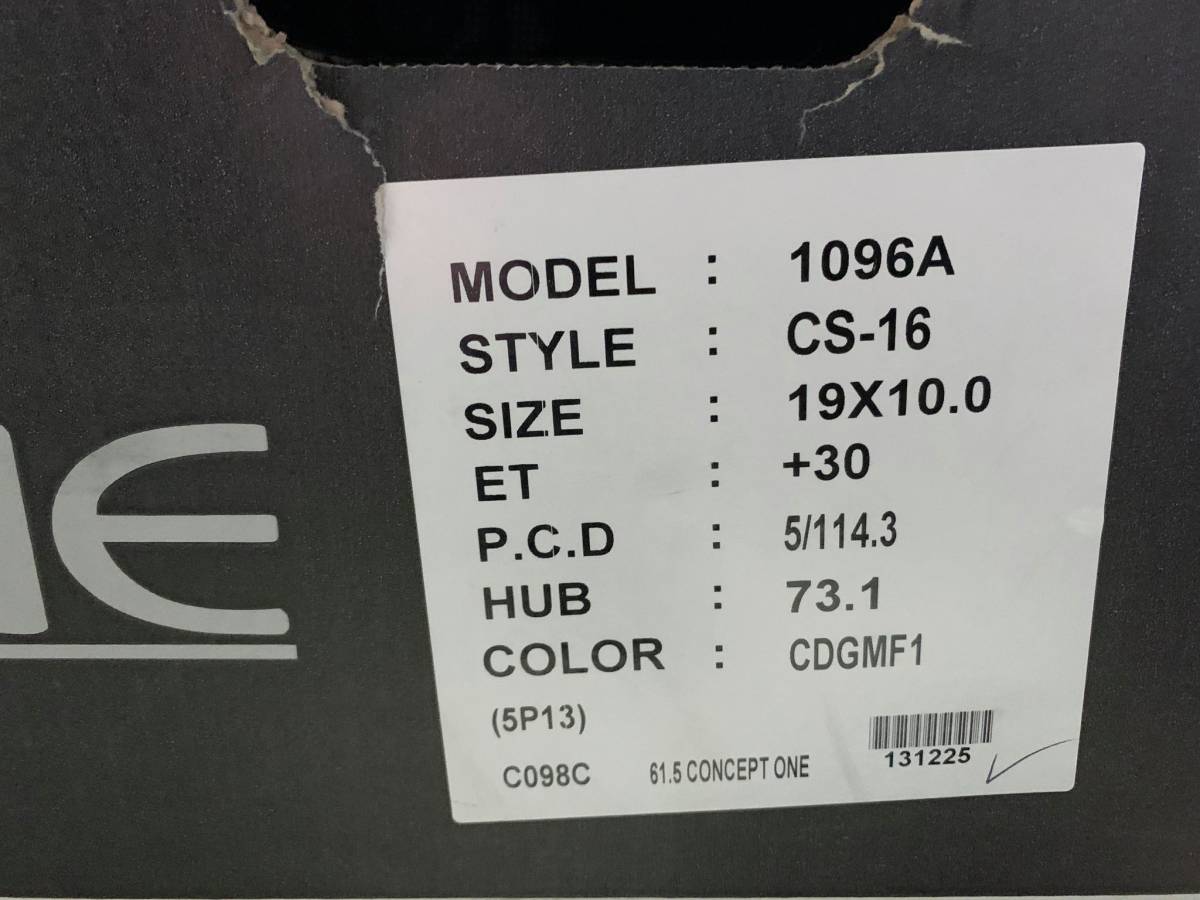 MODEL : 1096A
STYLE : CS-16
SIZE : 19X10.0
ET : +30
P.C.D : 5/114.3
HUB : 73.1
COLOR : CDGMF1
(5P13)
C098C 61.5 CONCEPT ONE
131225